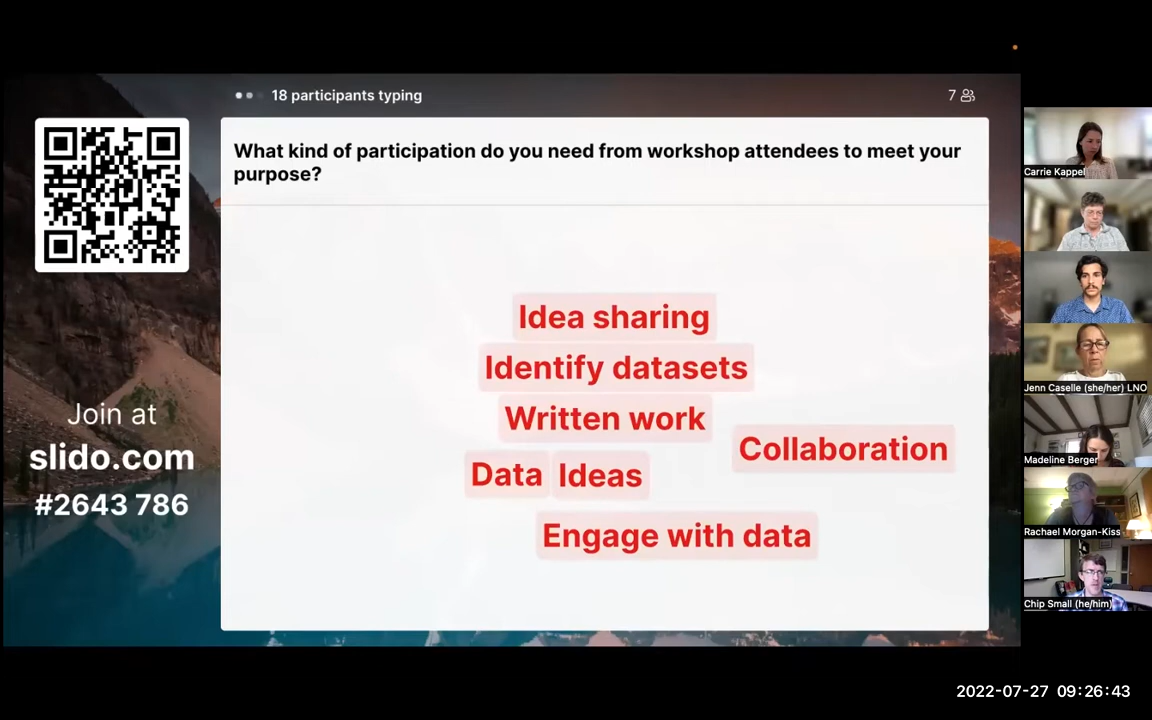 18 participants typing
7
What kind of participation do you need from workshop attendees to meet your
purpose?
Idea sharing
Identify datasets
Written work
Collaboration
Data
Ideas
Engage with data
Join at
slido.com
#2643 786
Carrie Kappel
Jenn Caselle (she/her) LNO
Madeline Berger
Rachael Morgan-Kiss
Chip Small (he/him)
2022-07-27 09:26:43